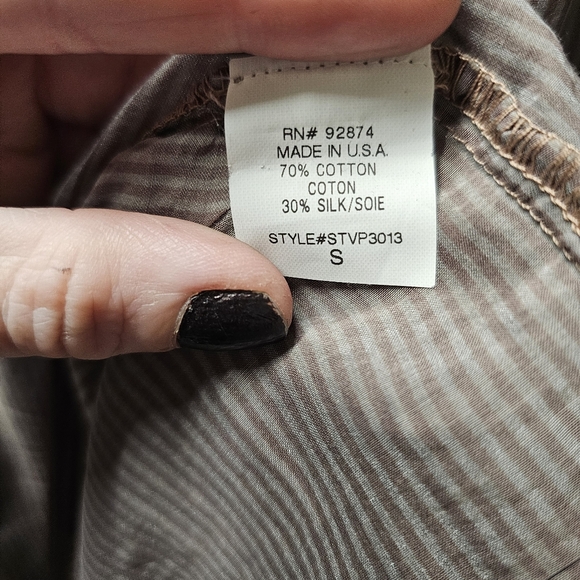 RN# 92874
MADE IN U.S.A.
70% COTTON
COTON
30% SILK/SOIE
STYLE#STVP3013
S